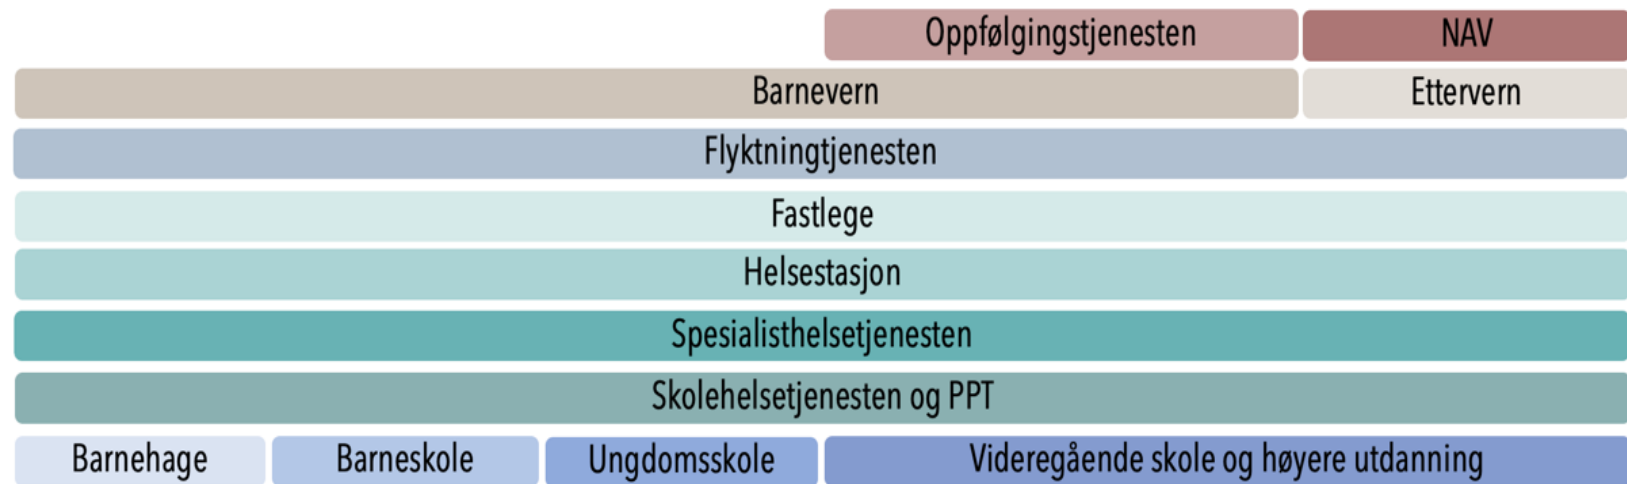 Oppfølgingstjenesten
NAV
Barnevern
Ettervern
Flyktningtjenesten
Fastlege
Helsestasjon
Spesialisthelsetjenesten
Skolehelsetjenesten og PPT
Barnehage
Barneskole
Ungdomsskole
Videregående skole og høyere utdanning